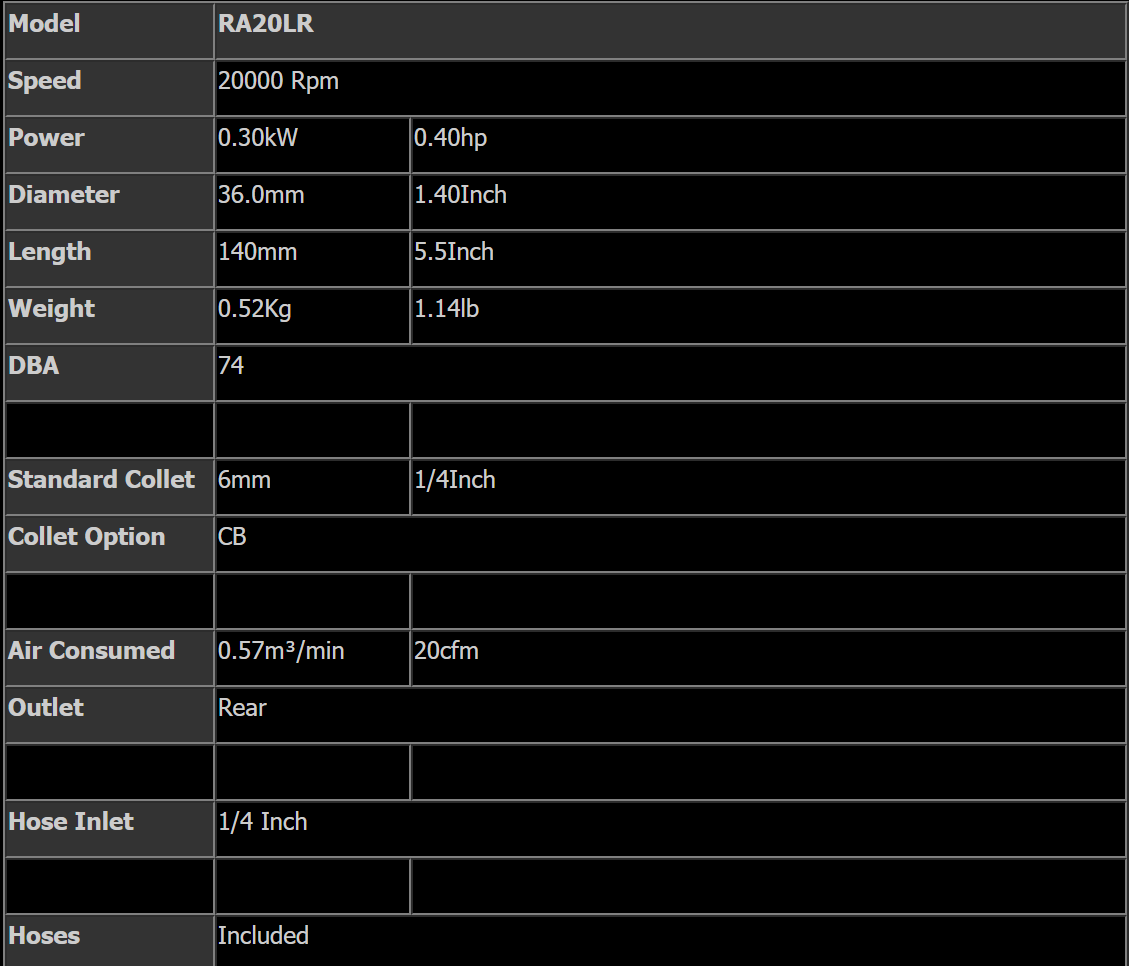 Model RA20LR
Speed 20000 Rpm
Power 0.30kW 0.40hp
Diameter 36.0mm 1.40Inch
Length 140mm 5.5Inch
Weight 0.52Kg 1.14lb
DBA 74
Standard Collet 6mm 1/4Inch
Collet Option CB
Air Consumed 0.57m³/min 20cfm
Outlet Rear
Hose Inlet 1/4 Inch
Hoses Included